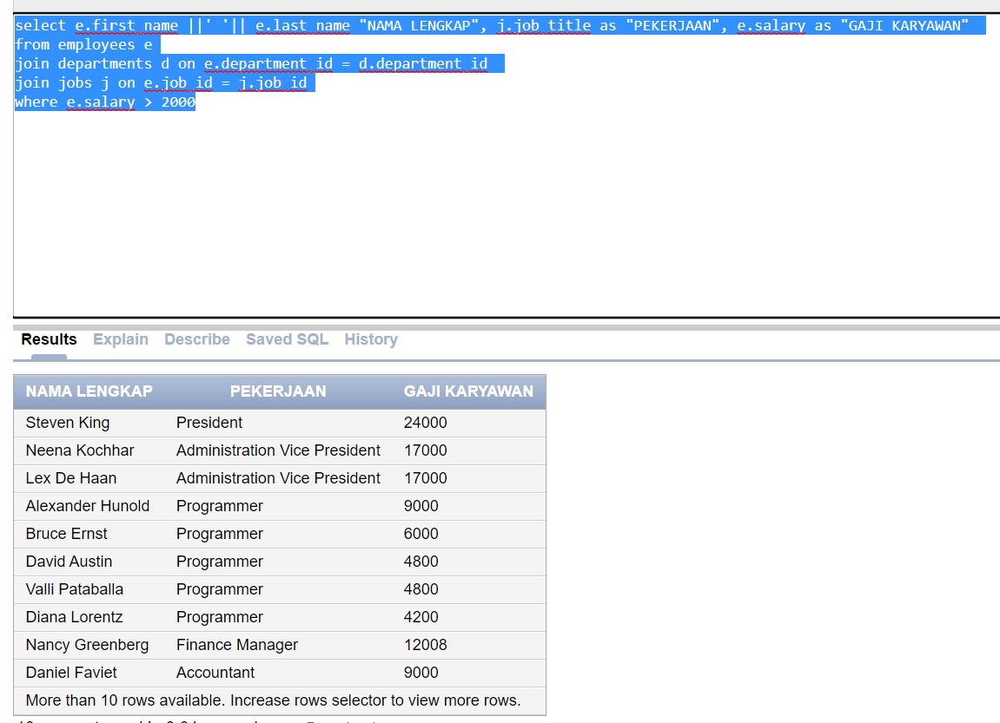 select e.first_name ||' '|| e.last_name "NAMA LENGKAP", j.job_title as "PEKERJAAN", e.salary as "GAJI KARYAWAN"
from employees e
join departments d on e.department_id = d.department_id
join jobs j on e.job_id = j.job_id
where e.salary > 2000
Results Explain Describe Saved SQL History
NAMA LENGKAP PEKERJAAN GAJI KARYAWAN
Steven King President 24000
Neena Kochhar Administration Vice President 17000
Lex De Haan Administration Vice President 17000
Alexander Hunold Programmer 9000
Bruce Ernst Programmer 6000
David Austin Programmer 4800
Valli Pataballa Programmer 4800
Diana Lorentz Programmer 4200
Nancy Greenberg Finance Manager 12008
Daniel Faviet Accountant 9000
More than 10 rows available. Increase rows selector to view more rows.